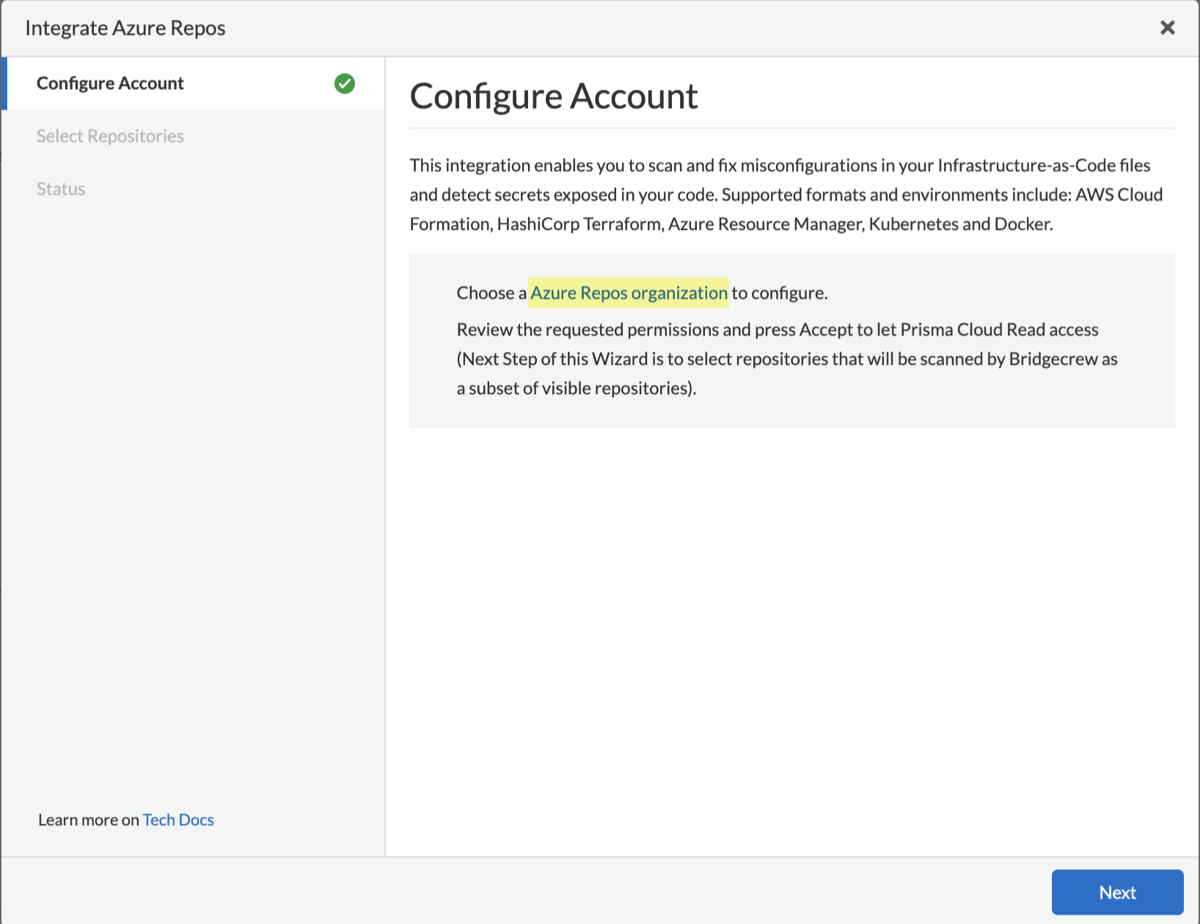 Integrate Azure Repos
Configure Account
Select Repositories
Status
Learn more on Tech Docs
Configure Account
This integration enables you to scan and fix misconfigurations in your Infrastructure-as-Code files
and detect secrets exposed in your code. Supported formats and environments include: AWS Cloud
Formation, HashiCorp Terraform, Azure Resource Manager, Kubernetes and Docker.
Choose a Azure Repos organization to configure.
Review the requested permissions and press Accept to let Prisma Cloud Read access
(Next Step of this Wizard is to select repositories that will be scanned by Bridgecrew as
a subset of visible repositories).
Next